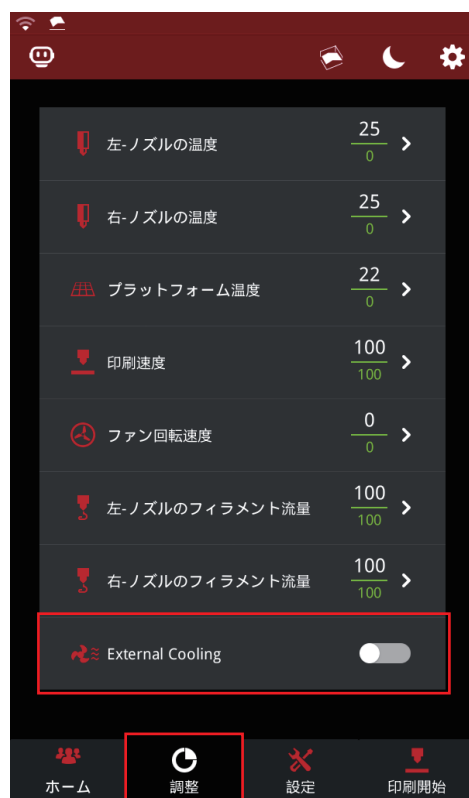 左-ノズルの温度
25
0
右-ノズルの温度
25
0
プラットフォーム温度
22
0
印刷速度
100
100
ファン回転速度
0
0
左-ノズルのフィラメント流量
100
100
右-ノズルのフィラメント流量
100
100
External Cooling
ホーム
調整
設定
印刷開始